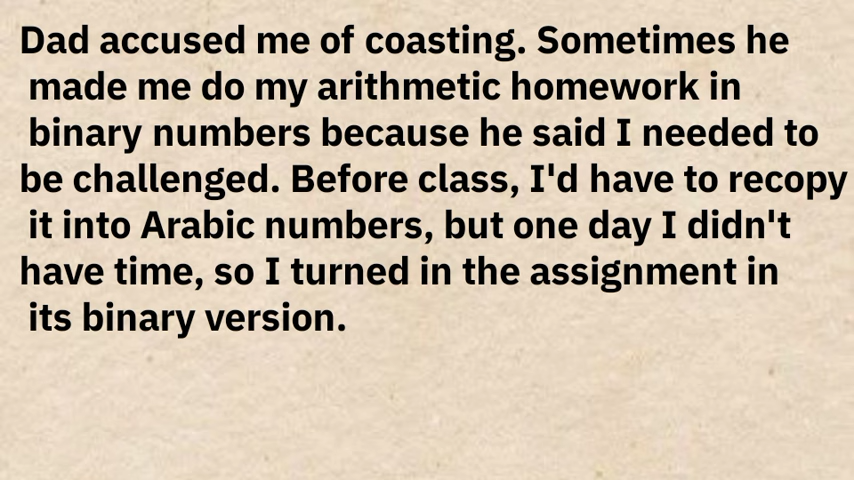 Dad accused me of coasting. Sometimes he
made me do my arithmetic homework in
binary numbers because he said I needed to
be challenged. Before class, I'd have to recopy
it into Arabic numbers, but one day I didn't
have time, so I turned in the assignment in
its binary version.